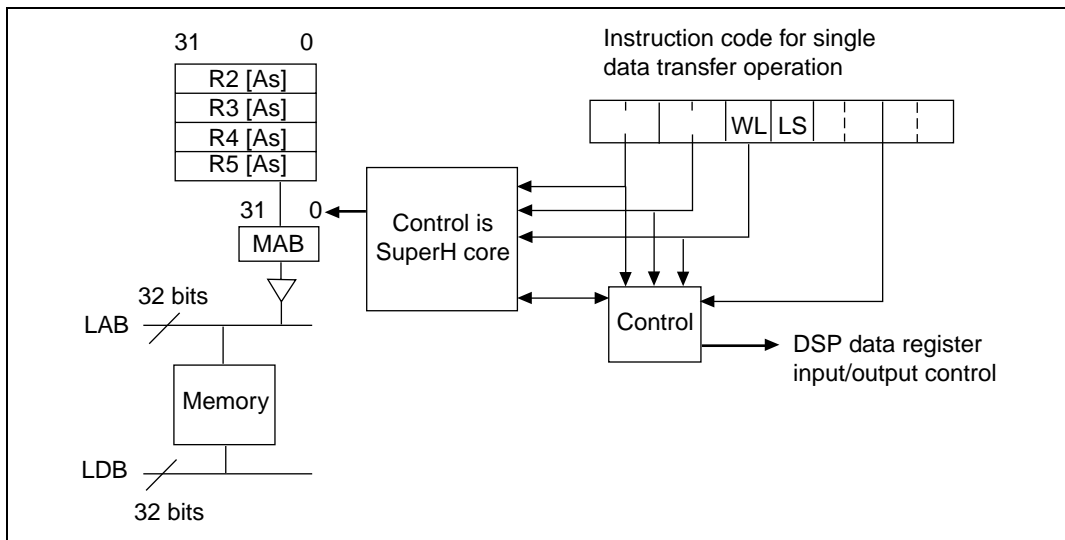 31 0
R2 [As]
R3 [As]
R4 [As]
R5 [As]
31 0
MAB
32 bits
LAB
Memory
LDB
32 bits
Control is
SuperH core
Instruction code for single
data transfer operation
WL LS
Control
DSP data register
input/output control